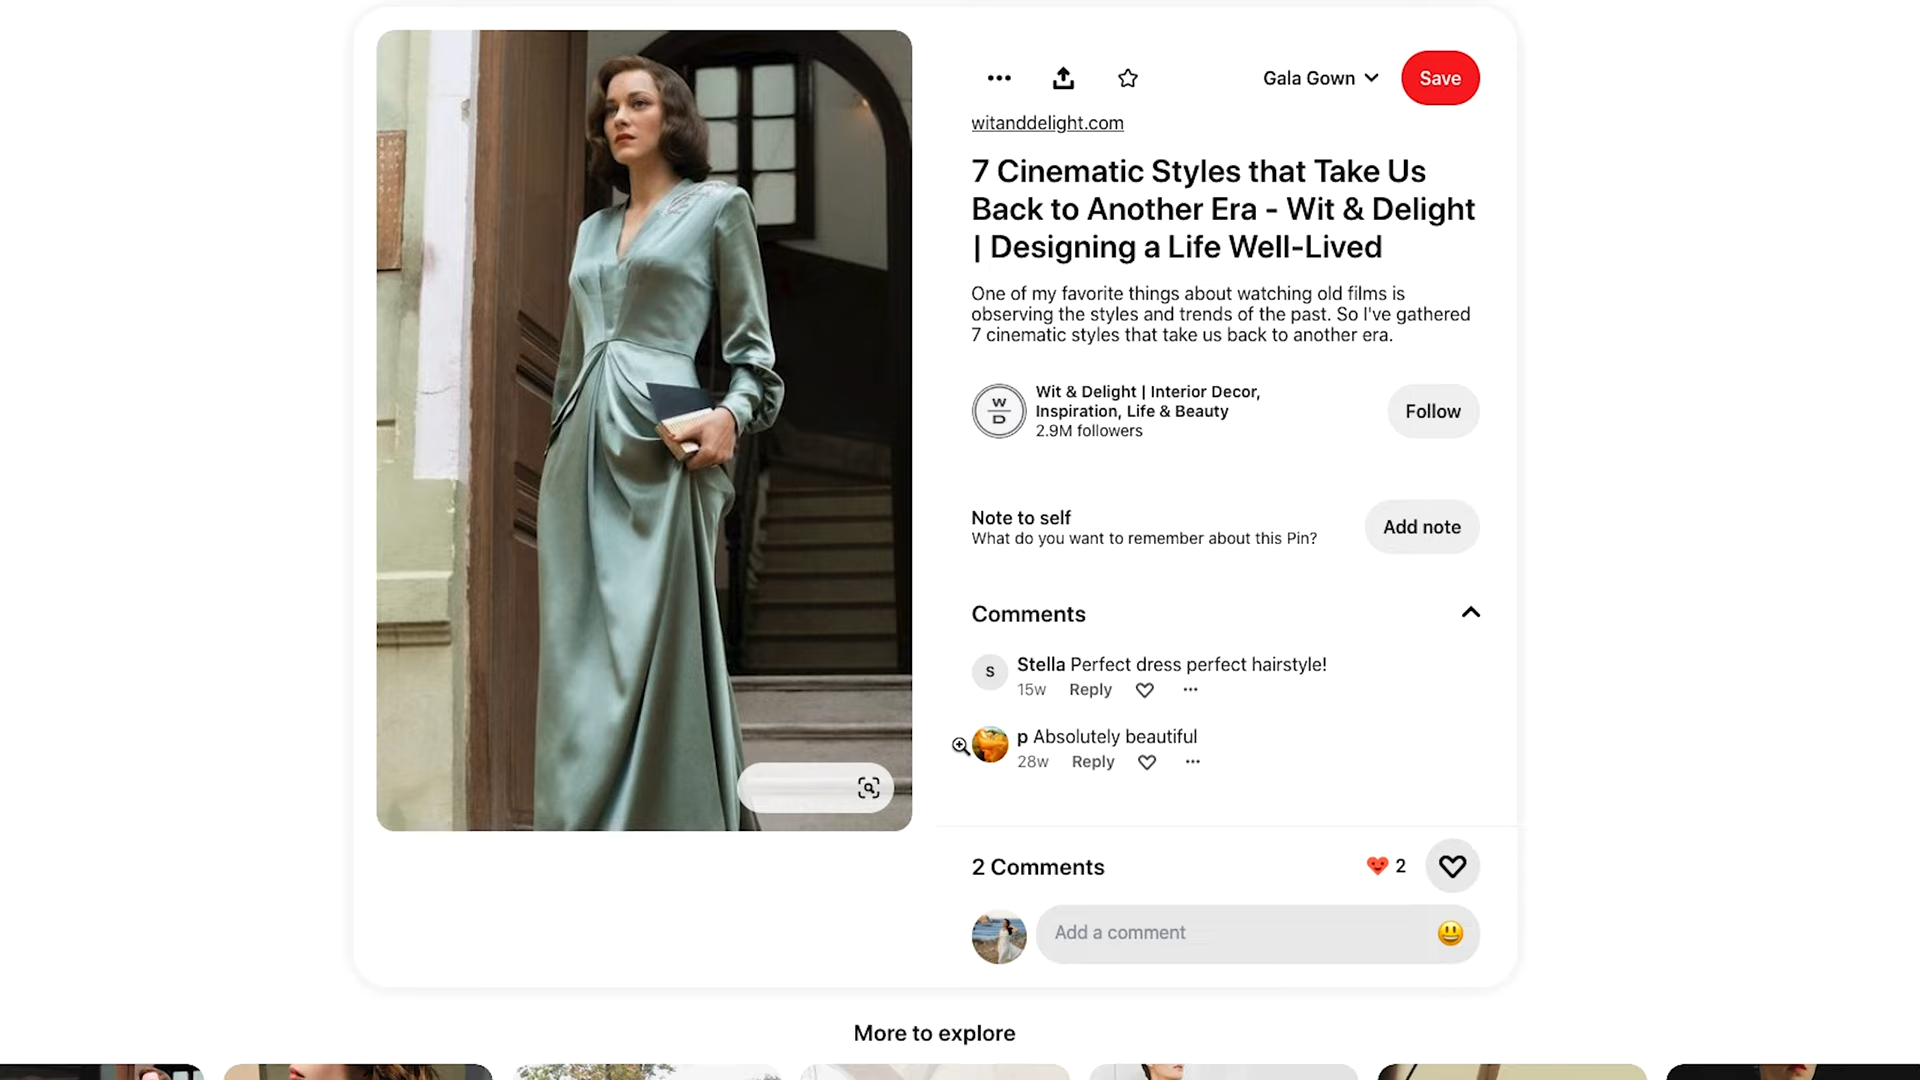 Gala Gown
Save
witanddelight.com
7 Cinematic Styles that Take Us
Back to Another Era - Wit & Delight
| Designing a Life Well-Lived
One of my favorite things about watching old films is
observing the styles and trends of the past. So I've gathered
7 cinematic styles that take us back to another era.
W
D
Wit & Delight | Interior Decor,
Inspiration, Life & Beauty
2.9M followers
Follow
Note to self
What do you want to remember about this Pin?
Add note
Comments
S
Stella Perfect dress perfect hairstyle!
15w Reply
p Absolutely beautiful
28w Reply
2 Comments
2
Add a comment
More to explore